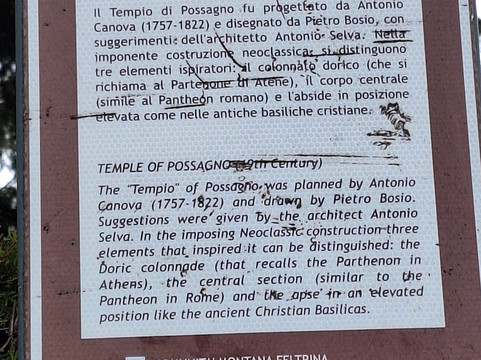 Il Tempio di Possagno fu progettato da Antonio
Canova (1757-1822) e disegnato da Pietro Bosio, con
suggerimenti dell'architetto Antonio Selva. Nella
imponente costruzione neoclassica si distinguono
tre elementi ispiratori: il colonnato dorico (che si
richiama al Partenone di Atene), il corpo centrale
(simile al Pantheon romano) e l'abside in posizione
elevata come nelle antiche basiliche cristiane.
TEMPLE OF POSSAGNO (19th Century)
The "Tempio" of Possagno was planned by Antonio
Canova (1757-1822) and drawn by Pietro Bosio.
Suggestions were given by the architect Antonio
Selva. In the imposing Neoclassic construction three
elements that inspired it can be distinguished: the
Doric colonnade (that recalls the Parthenon in
Athens), the central section (similar to the
Pantheon in Rome) and the apse in an elevated
position like the ancient Christian Basilicas.
MONTANA FELTRINA